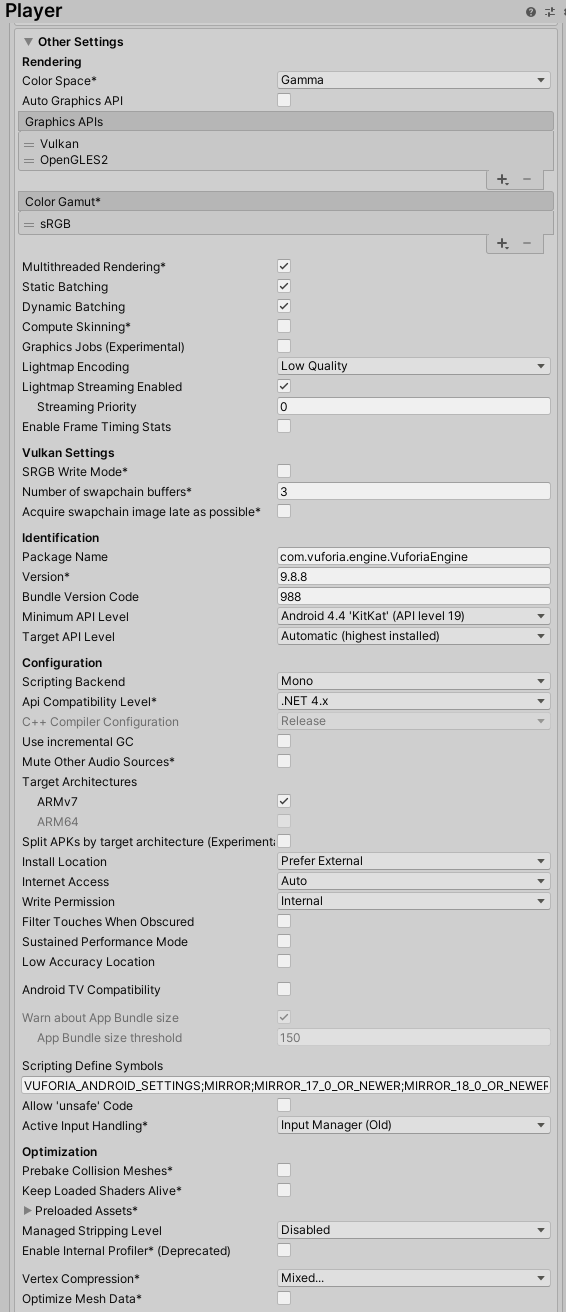 Player
Other Settings
Rendering
Color Space* Gamma
Auto Graphics API
Graphics APIs
Vulkan
OpenGLES2
Color Gamut*
sRGB
Multithreaded Rendering*
Static Batching
Dynamic Batching
Compute Skinning*
Graphics Jobs (Experimental)
Lightmap Encoding Low Quality
Lightmap Streaming Enabled
Streaming Priority 0
Enable Frame Timing Stats
Vulkan Settings
SRGB Write Mode*
Number of swapchain buffers* 3
Acquire swapchain image late as possible*
Identification
Package Name com.vuforia.engine.VuforiaEngine
Version* 9.8.8
Bundle Version Code 988
Minimum API Level Android 4.4 'KitKat' (API level 19)
Target API Level Automatic (highest installed)
Configuration
Scripting Backend Mono
Api Compatibility Level* .NET 4.x
C++ Compiler Configuration Release
Use incremental GC
Mute Other Audio Sources*
Target Architectures
ARMv7
ARM64
Split APKs by target architecture (Experimenta
Install Location Prefer External
Internet Access Auto
Write Permission Internal
Filter Touches When Obscured
Sustained Performance Mode
Low Accuracy Location
Android TV Compatibility
Warn about App Bundle size
App Bundle size threshold 150
Scripting Define Symbols
VUFORIA_ANDROID_SETTINGS;MIRROR;MIRROR_17_0_OR_NEWER;MIRROR_18_0_OR_NEWER
Allow 'unsafe' Code
Active Input Handling* Input Manager (Old)
Optimization
Prebake Collision Meshes*
Keep Loaded Shaders Alive*
Preloaded Assets*
Managed Stripping Level Disabled
Enable Internal Profiler* (Deprecated)
Vertex Compression* Mixed...
Optimize Mesh Data*